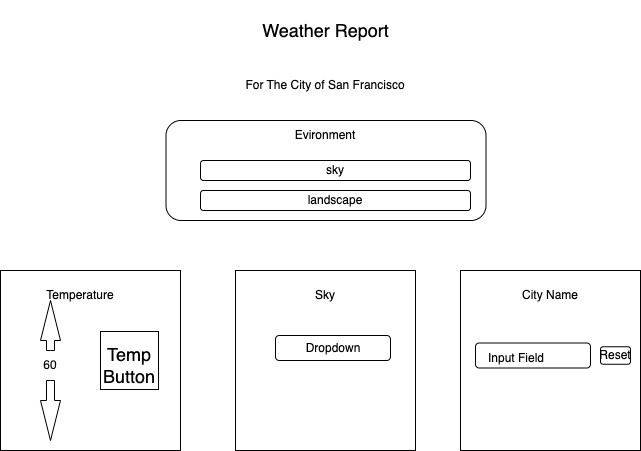 Weather Report
For The City of San Francisco
Evironment
sky
landscape
Temperature
60
Temp
Button
Sky
Dropdown
City Name
Input Field
Reset